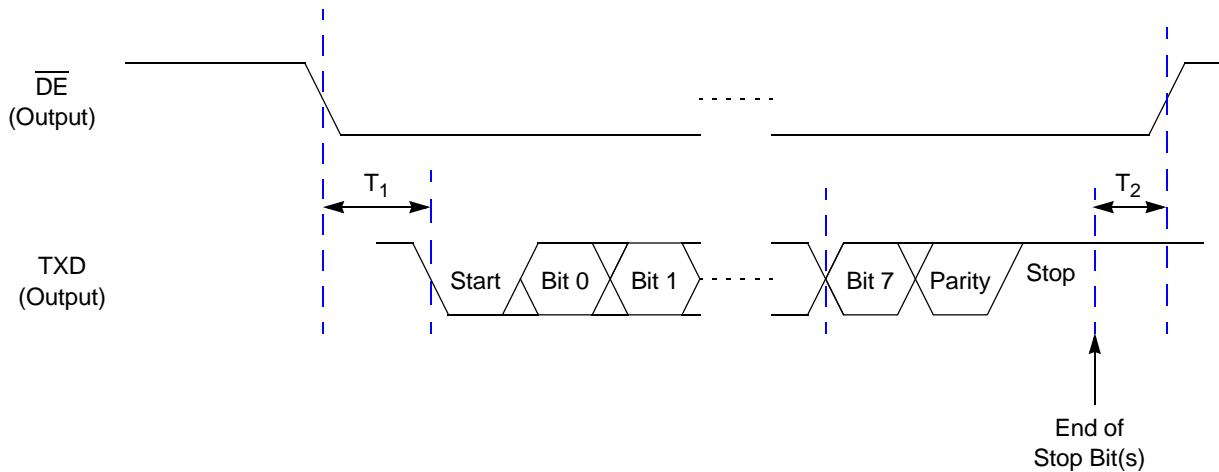 DE
(Output)
T1
T2
TXD
(Output)
Start
Bit 0
Bit 1
Bit 7
Parity
Stop
End of
Stop Bit(s)